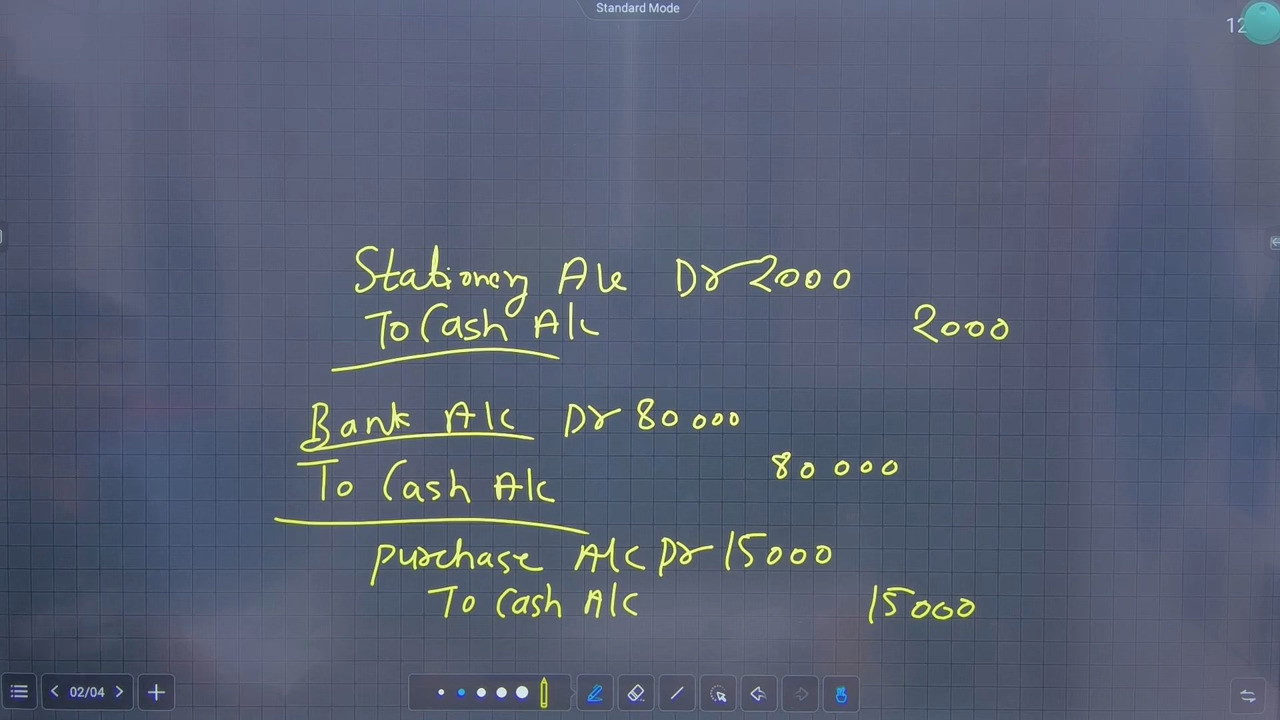 Standard Mode
12
Stationery A/c Dr 2000
To Cash A/c 2000
Bank A/c Dr 80000
80000
To Cash A/c
purchase A/c Dr 15000
To Cash A/c 15000
02/04